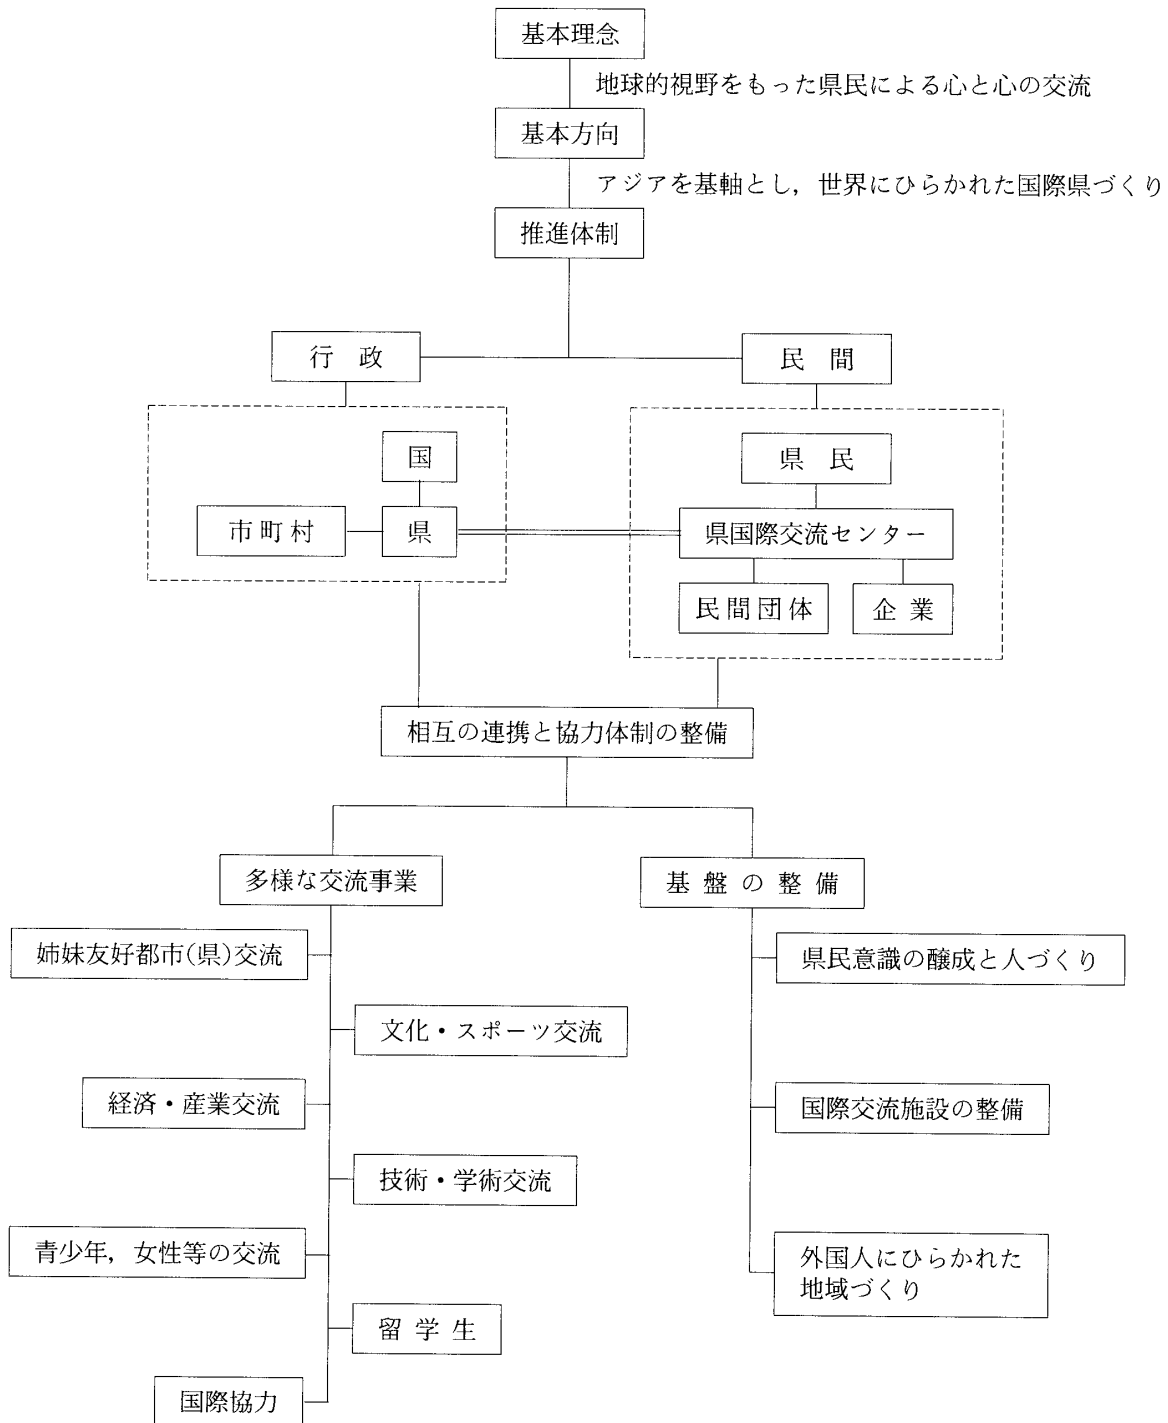 基本理念
地球的視野をもった県民による心と心の交流
基本方向
アジアを基軸とし，世界にひらかれた国際県づくり
推進体制
行政
民間
国
県民
市町村
県
県国際交流センター
民間団体
企業
相互の連携と協力体制の整備
多様な交流事業
基盤の整備
姉妹友好都市(県)交流
県民意識の醸成と人づくり
文化・スポーツ交流
経済・産業交流
国際交流施設の整備
技術・学術交流
青少年，女性等の交流
外国人にひらかれた
地域づくり
留学生
国際協力